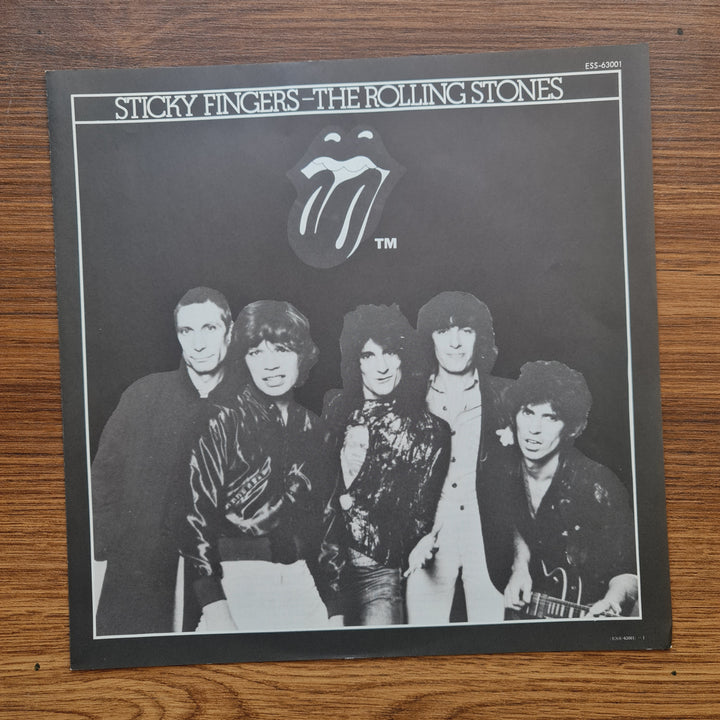 ESS-63001
STICKY FINGERS–THE ROLLING STONES
TM